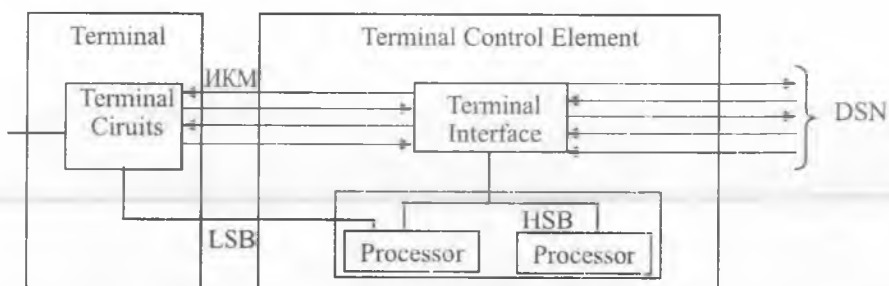 Terminal
Terminal Control Element
ИКМ
Terminal
Ciruits
Terminal
Interface
DSN
LSB
HSB
Processor
Processor